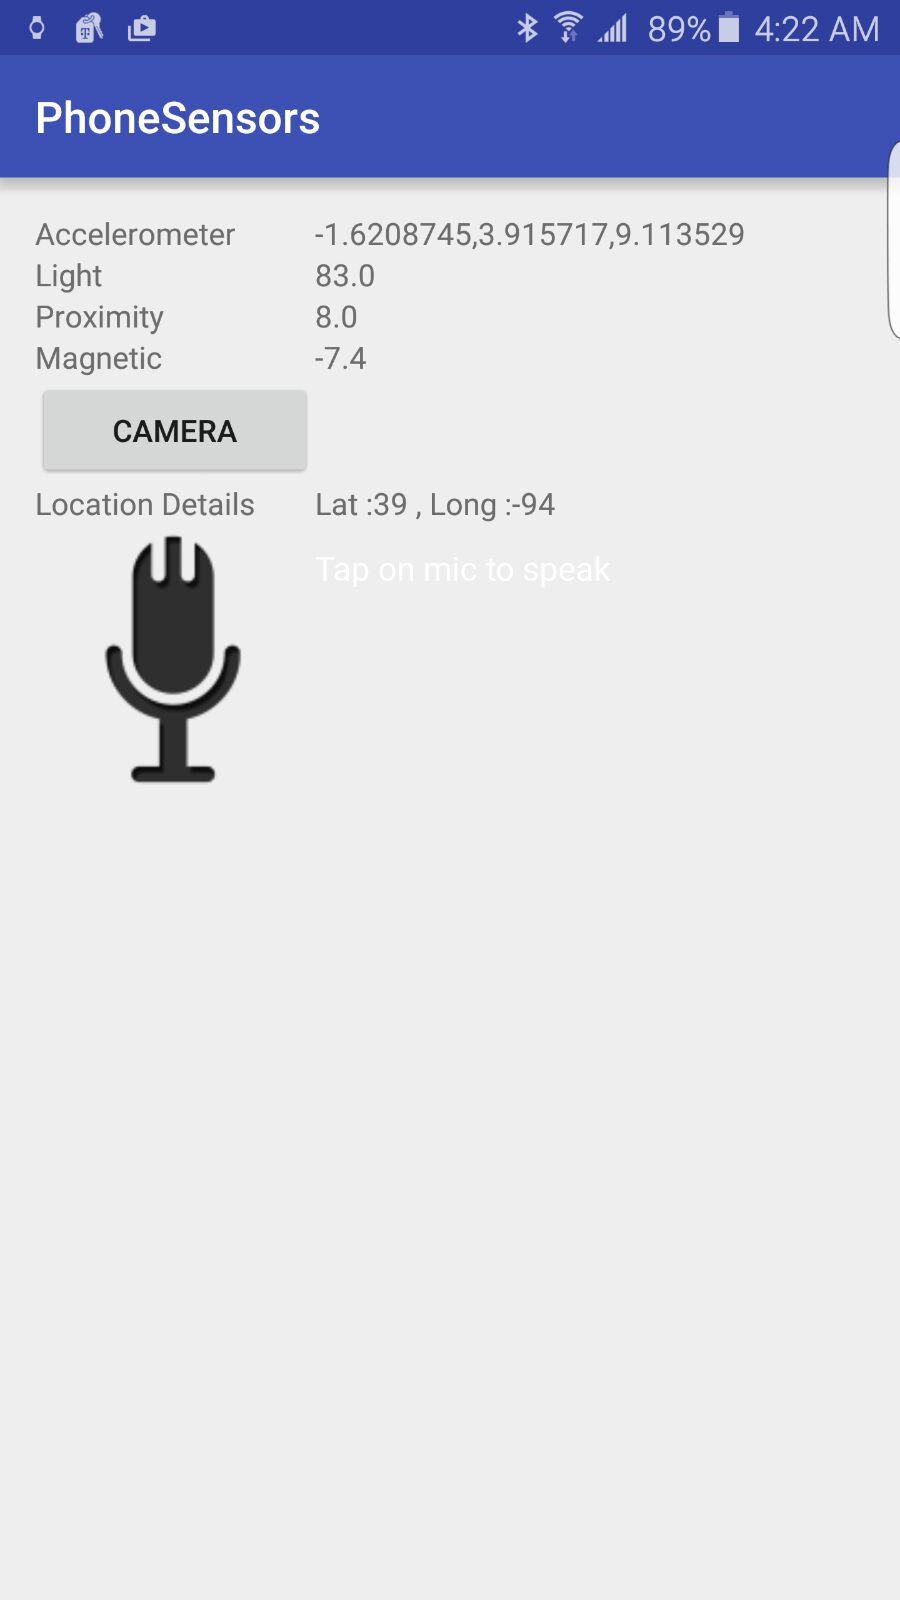 89% 4:22 AM
PhoneSensors
Accelerometer -1.6208745,3.915717,9.113529
Light 83.0
Proximity 8.0
Magnetic -7.4
CAMERA
Location Details Lat :39 , Long :-94
Tap on mic to speak